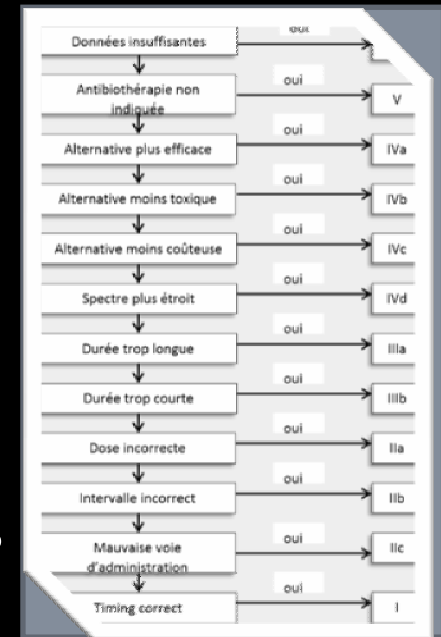 Données insuffisantes
oui
Antibiothérapie non
indiquée
oui
V
Alternative plus efficace
oui
IVa
Alternative moins toxique
oui
IVb
Alternative moins coûteuse
oui
IVc
Spectre plus étroit
oui
IVd
Durée trop longue
oui
IIIa
Durée trop courte
oui
IIIb
Dose incorrecte
oui
IIa
Intervalle incorrect
oui
IIb
Mauvaise voie
d'administration
oui
IIc
Timing correct
oui
I